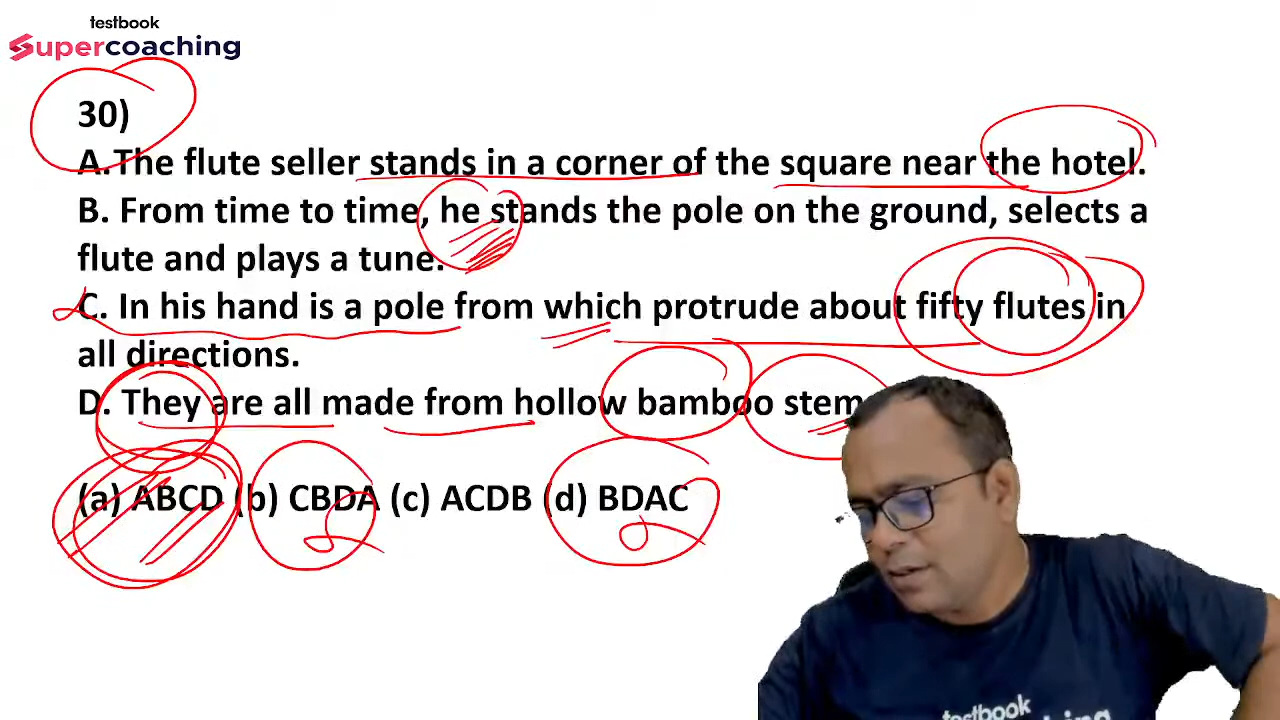 testbook
Supercoaching
30)
A.The flute seller stands in a corner of the square near the hotel.
B. From time to time, he stands the pole on the ground, selects a
flute and plays a tune.
C. In his hand is a pole from which protrude about fifty flutes in
all directions.
D. They are all made from hollow bamboo stem
(a) ABCD (b) CBDA (c) ACDB (d) BDAC
testbook